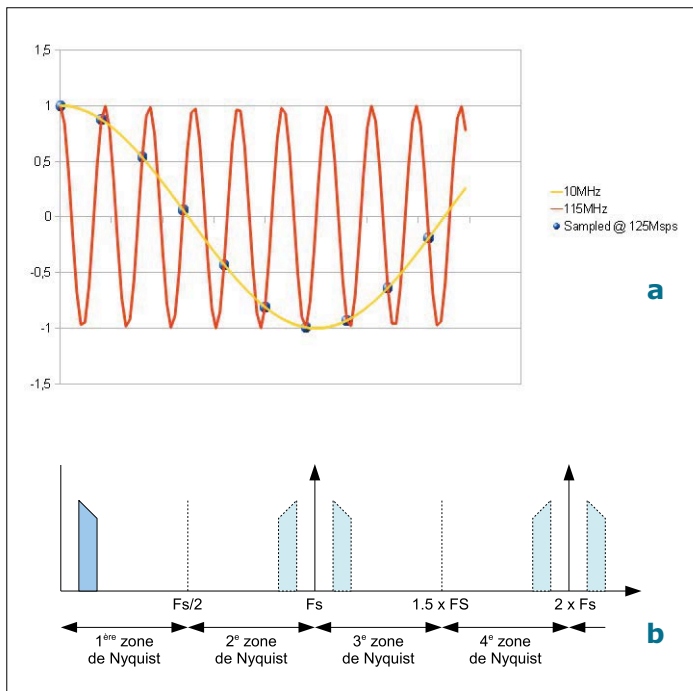 1,5
1
0,5
0
-0,5
-1
-1,5
10MHz
115MHz
Sampled @ 125Msps
a
Fs/2
Fs
1.5 x FS
2 x Fs
1ère zone
de Nyquist
2e zone
de Nyquist
3e zone
de Nyquist
4e zone
de Nyquist
b